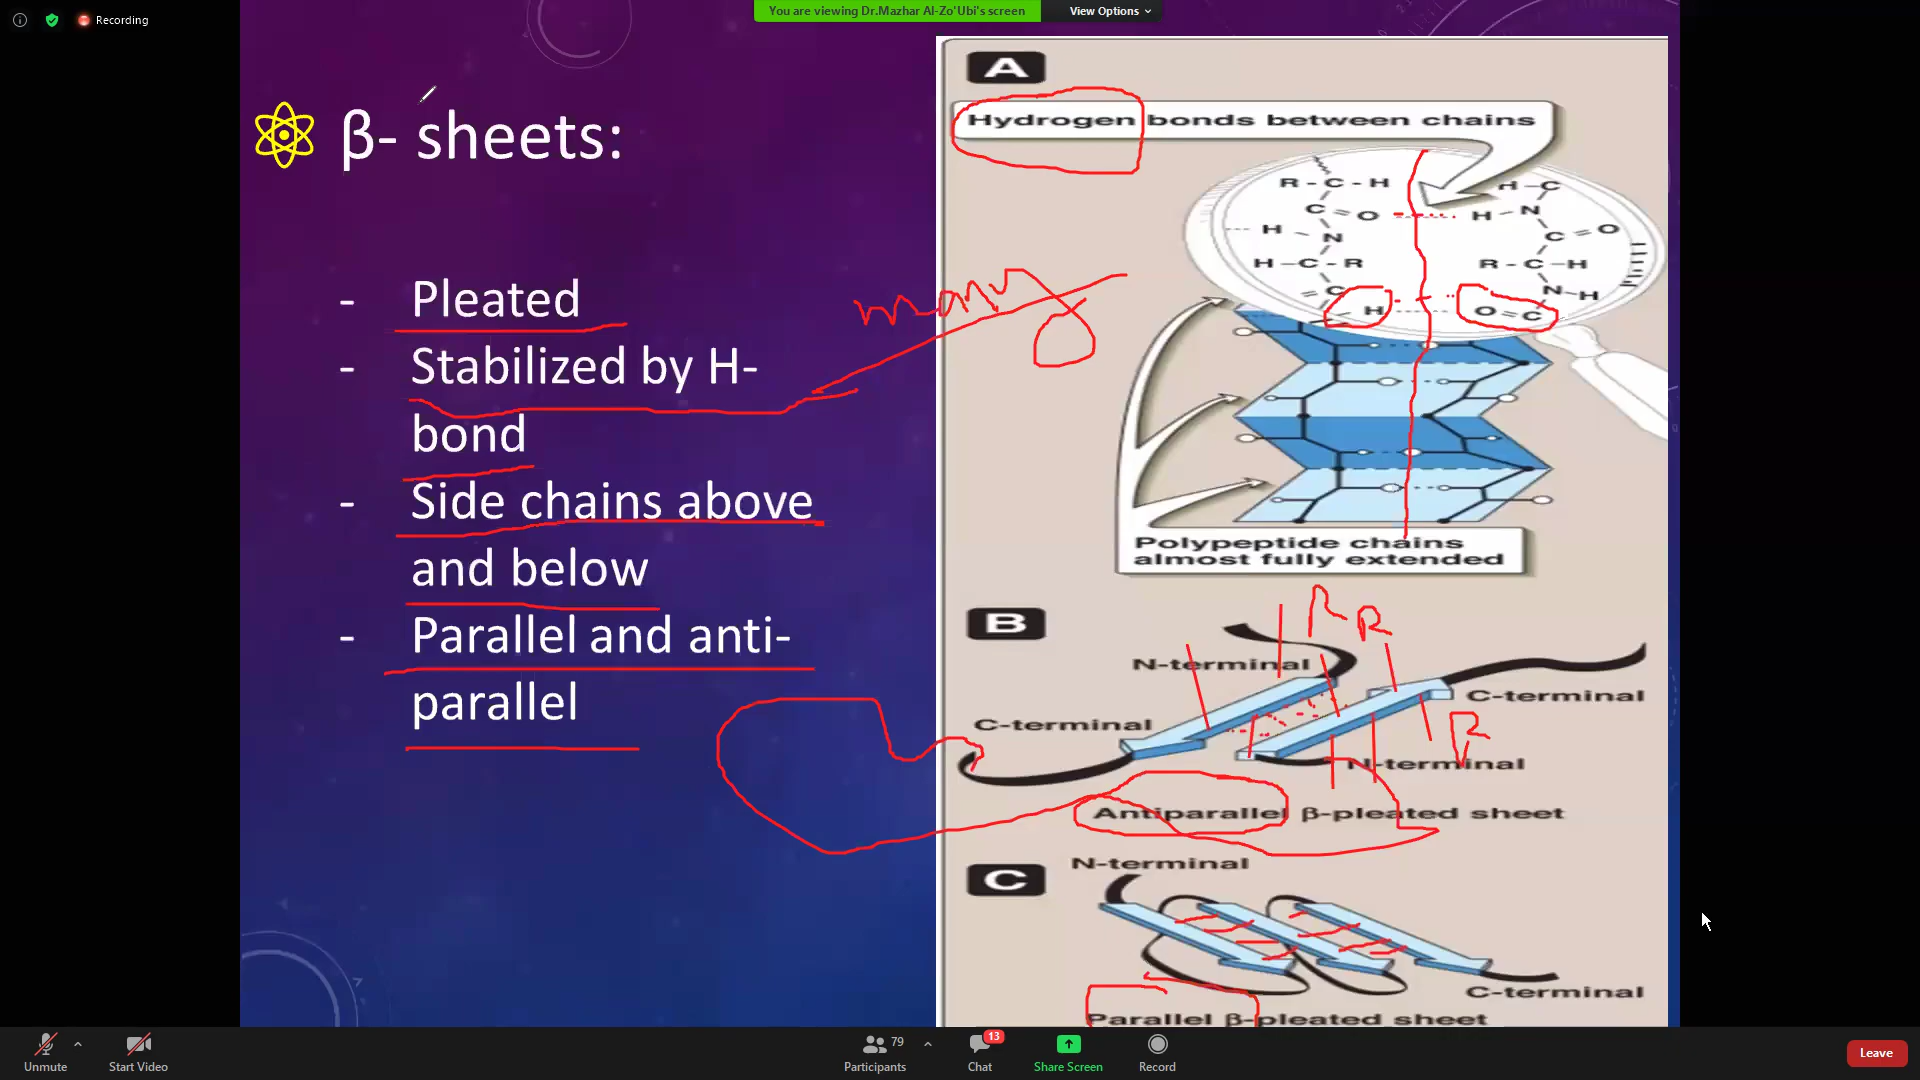 Recording
You are viewing Dr.Mazhar Al-Zo'Ubi's screen
View Options
β- sheets:
- Pleated
- Stabilized by H-
bond
- Side chains above
and below
- Parallel and anti-
parallel
many
A
Hydrogen bonds between chains
R - C - H
H - C
C = O
H - N
H - N
C = O
H - C - R
R - C - H
C
N - H
H
O = C
Polypeptide chains
almost fully extended
B
R R
N-terminal
C-terminal
C-terminal
R
N-terminal
Antiparallel β-pleated sheet
C
N-terminal
C-terminal
Parallel β-pleated sheet
Unmute
Start Video
Participants
79
Chat
13
Share Screen
Record
Leave